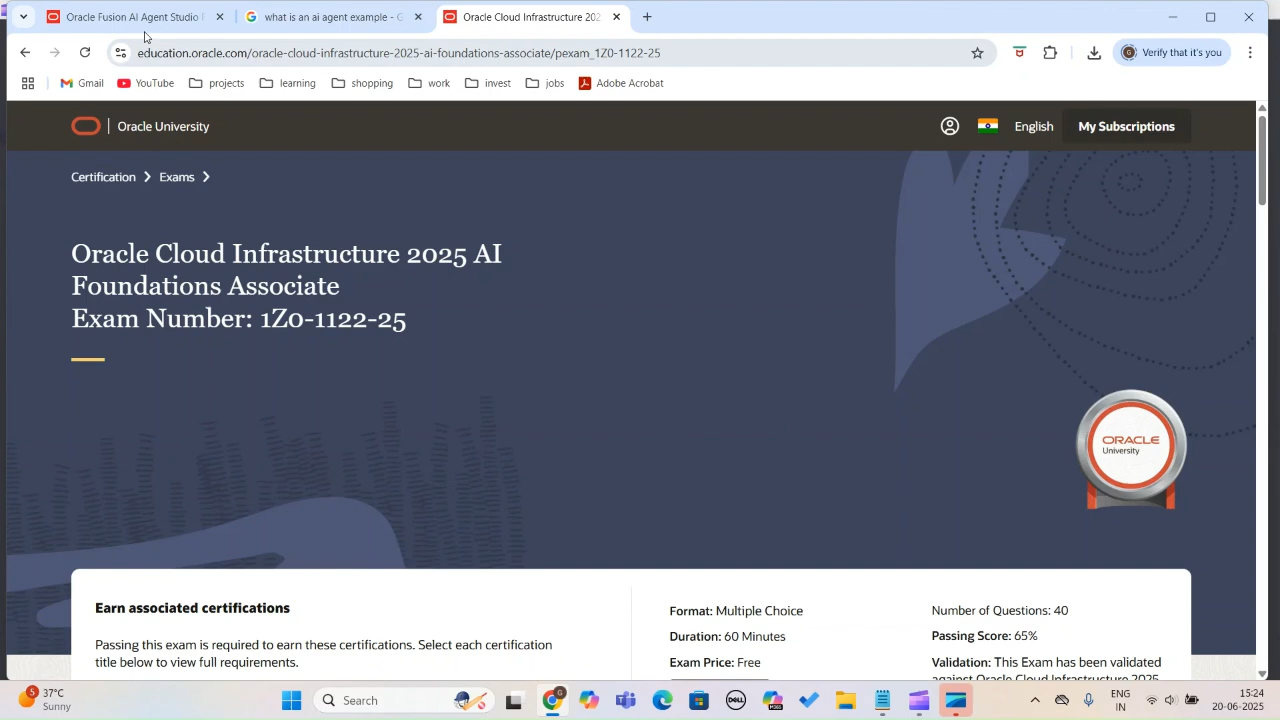 Oracle Fusion AI Agent Studio F
what is an ai agent example - G
Oracle Cloud Infrastructure 202
education.oracle.com/oracle-cloud-infrastructure-2025-ai-foundations-associate/pexam_1Z0-1122-25
Verify that it's you
Gmail
YouTube
projects
learning
shopping
work
invest
jobs
Adobe Acrobat
Oracle University
English
My Subscriptions
Certification
Exams
Oracle Cloud Infrastructure 2025 AI
Foundations Associate
Exam Number: 1Z0-1122-25
ORACLE
University
Earn associated certifications
Passing this exam is required to earn these certifications. Select each certification
title below to view full requirements.
Format: Multiple Choice
Duration: 60 Minutes
Exam Price: Free
Number of Questions: 40
Passing Score: 65%
Validation: This Exam has been validated
against Oracle Cloud Infrastructure 2025
5
37°C
Sunny
Search
ENG
IN
15:24
20-06-2025